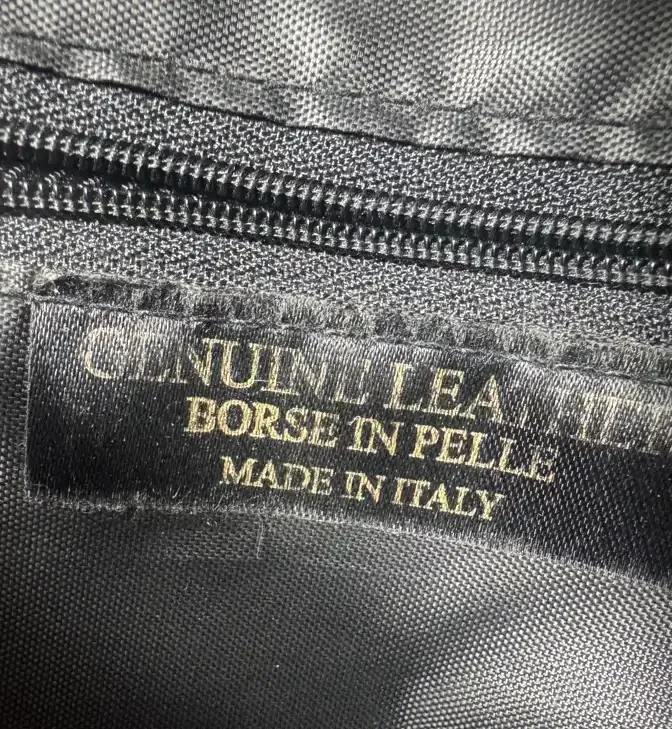 GENUINE LEATHER
BORSE IN PELLE
MADE IN ITALY